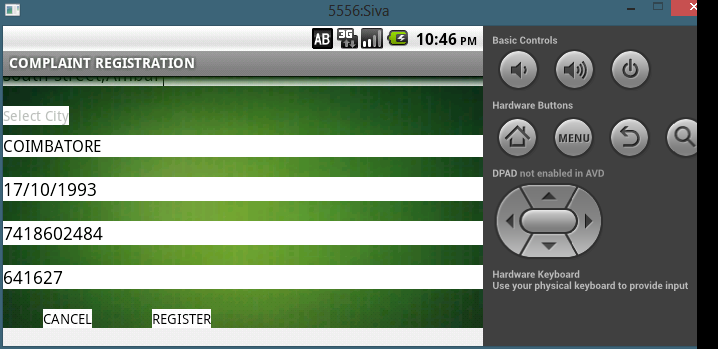 5556:Siva
AB 3G 10:46 PM
COMPLAINT REGISTRATION
South street,Ambur
Select City
COIMBATORE
17/10/1993
7418602484
641627
CANCEL REGISTER
Basic Controls
Hardware Buttons
MENU
DPAD not enabled in AVD
Hardware Keyboard
Use your physical keyboard to provide input